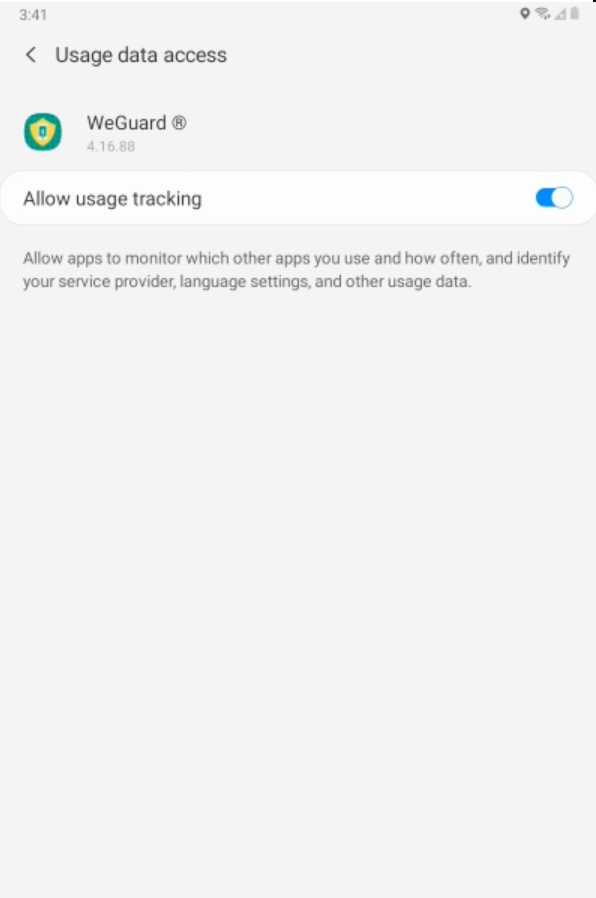 3:41
Usage data access
WeGuard ®
4.16.88
Allow usage tracking
Allow apps to monitor which other apps you use and how often, and identify
your service provider, language settings, and other usage data.